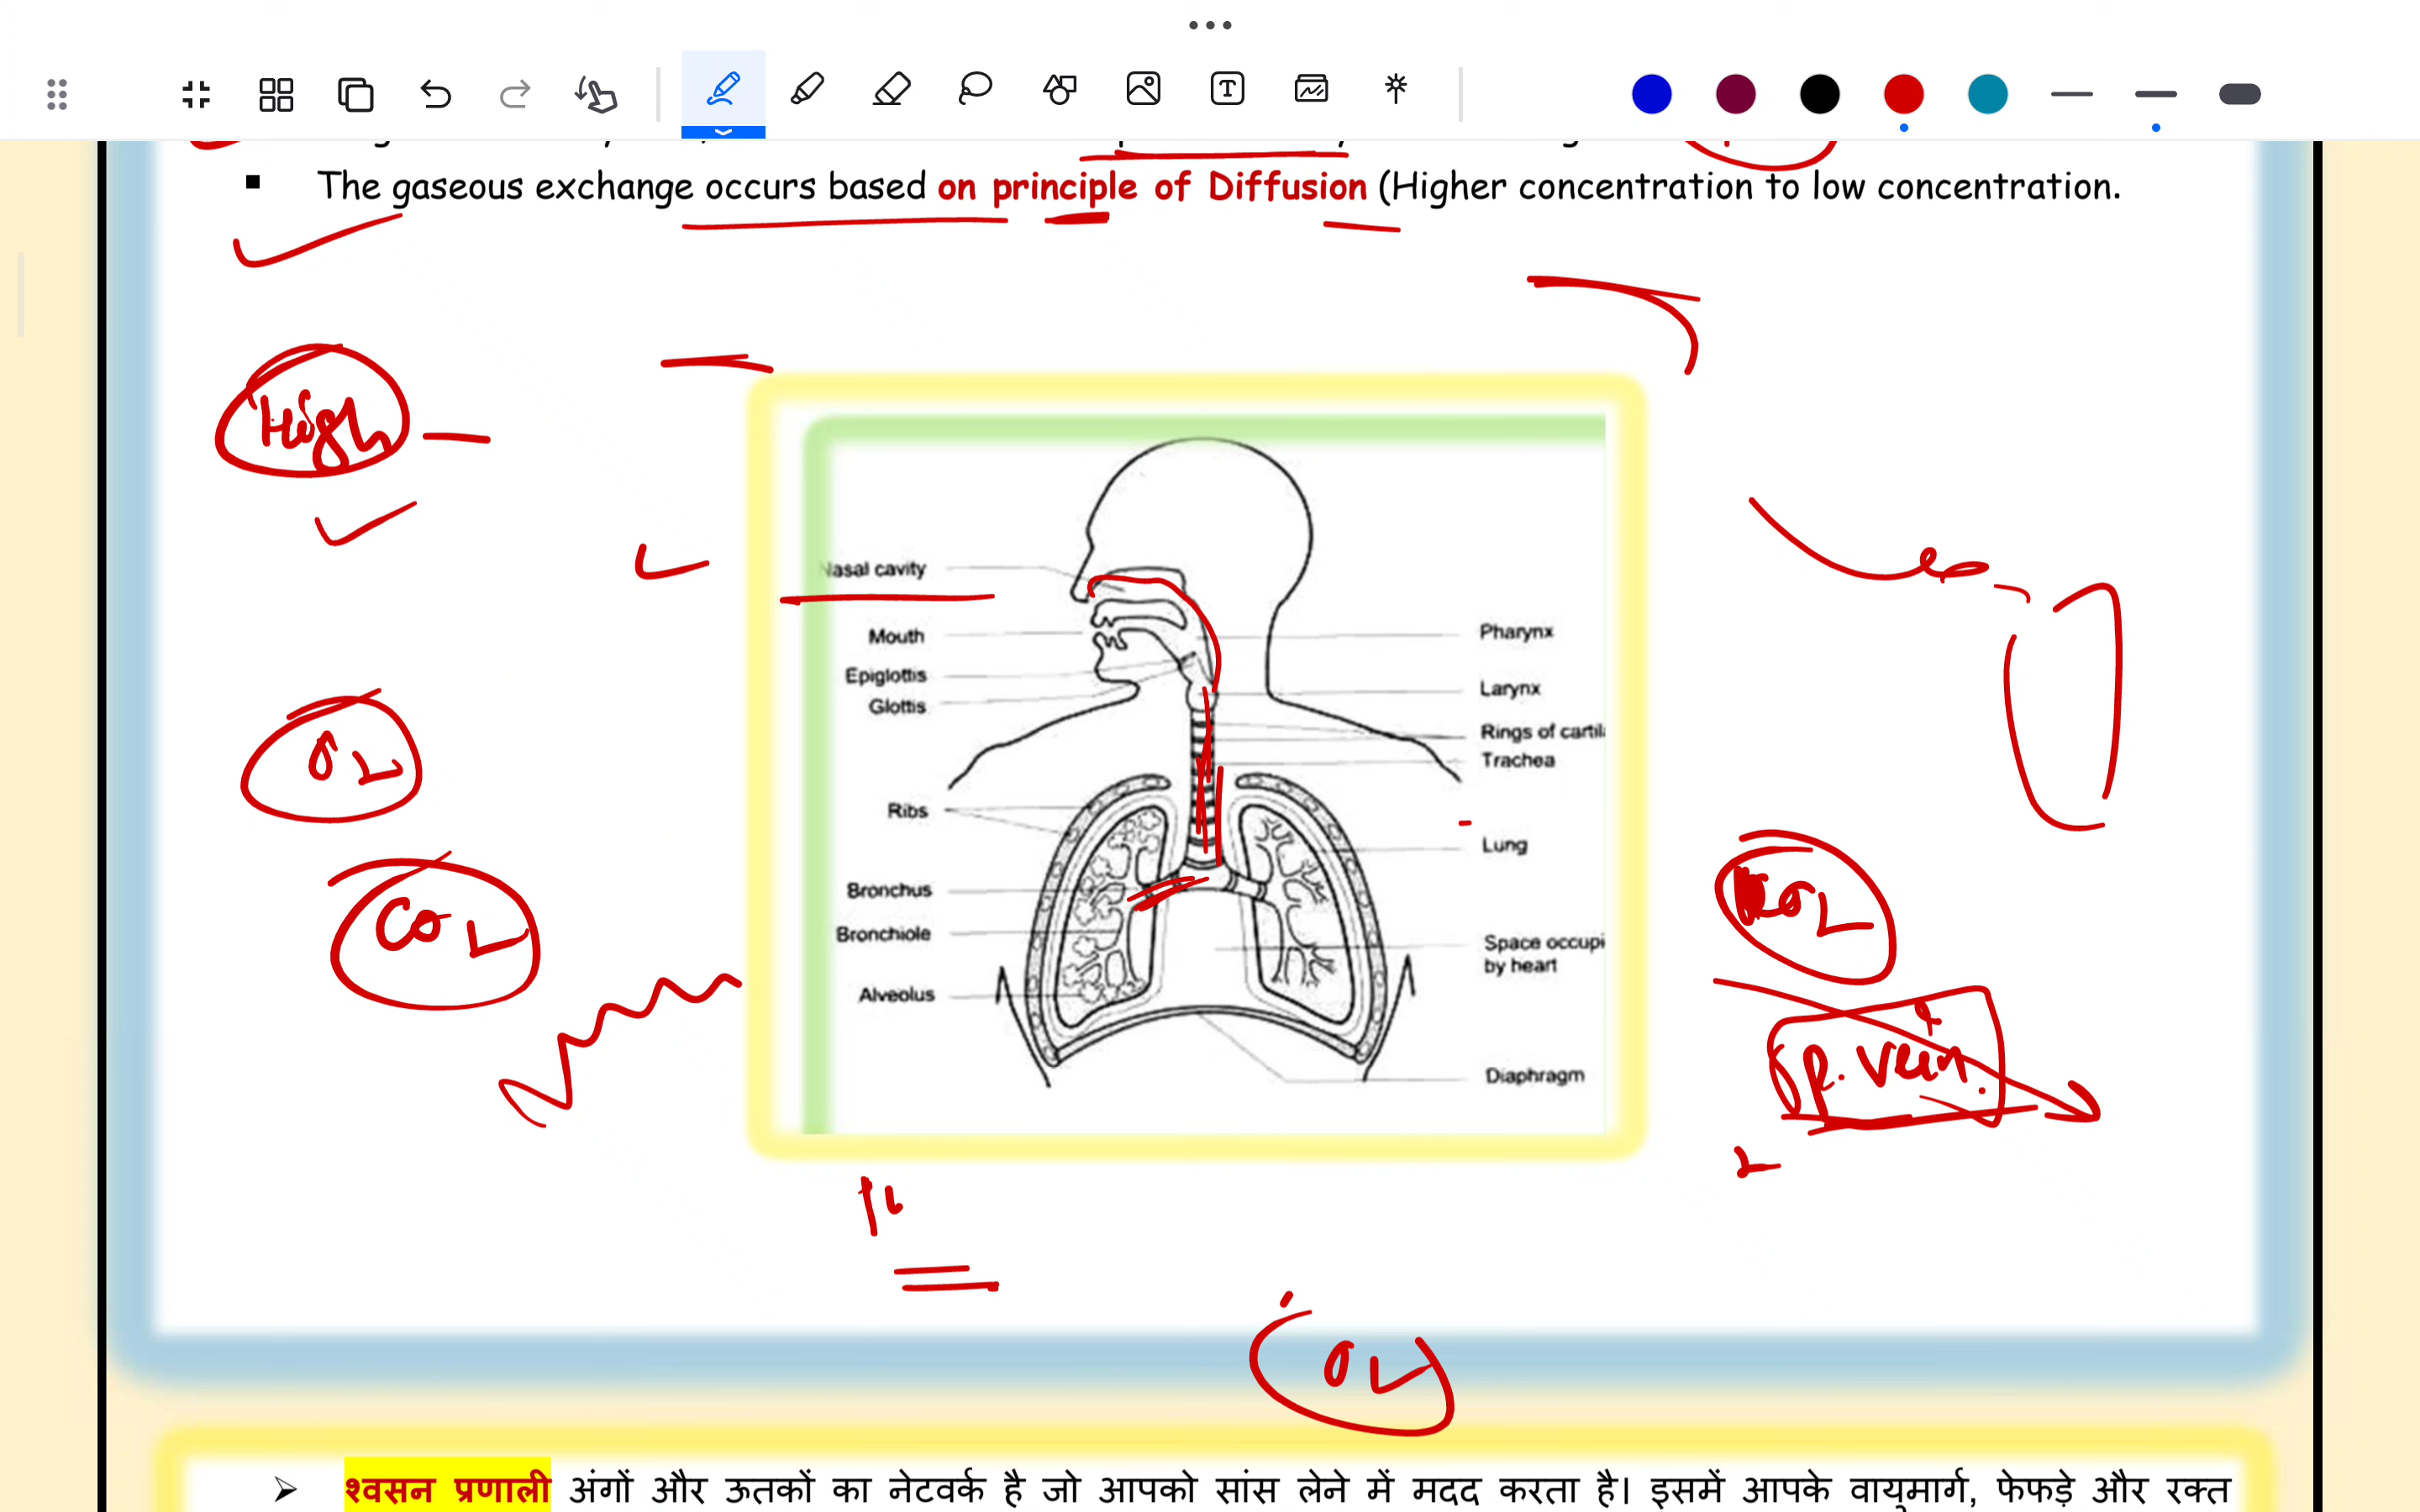 ■ The gaseous exchange occurs based on principle of Diffusion (Higher concentration to low concentration.
High
Nasal cavity
Mouth
Pharynx
Epiglottis
Larynx
Glottis
O2
Rings of cartil
Trachea
Ribs
Lung
Bronchus
CO2
Bronchiole
Space occupi
by heart
Alveolus
P. Vein.
Diaphragm
O2
➢ श्वसन प्रणाली अंगों और ऊतकों का नेटवर्क है जो आपको सांस लेने में मदद करता है। इसमें आपके वायुमार्ग, फेफड़े और रक्त